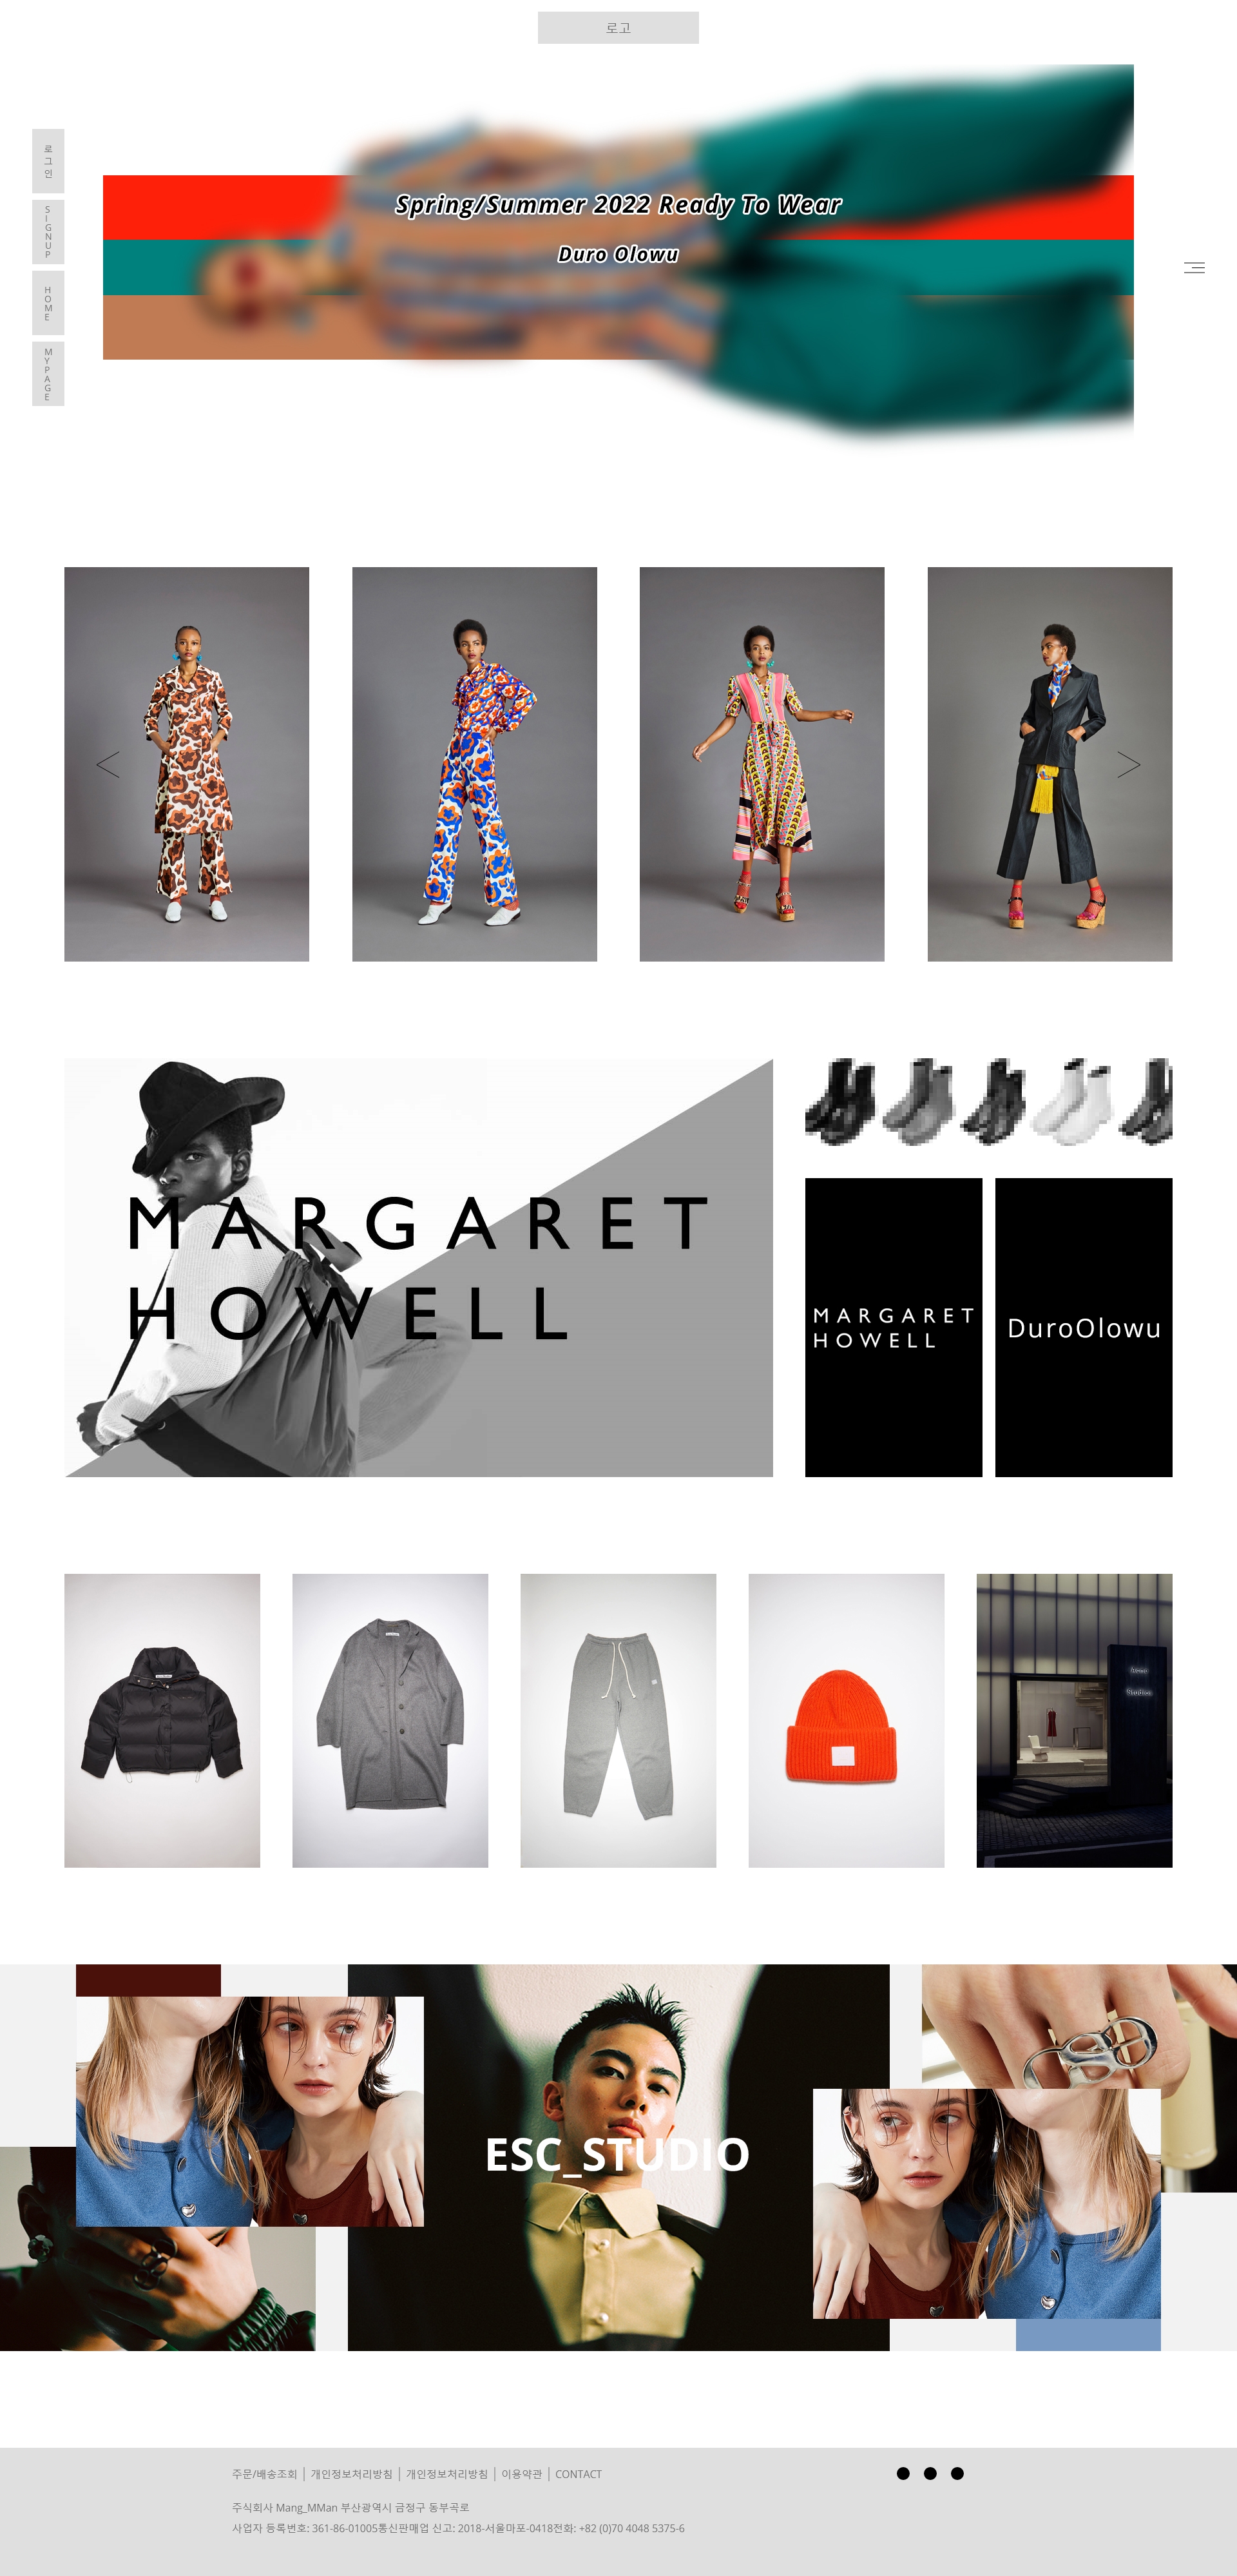 로고
로그인
SIGNUP
HOME
MYPAGE
Spring/Summer 2022 Ready To Wear
Duro Olowu
MARGARET
HOWELL
MARGARET
HOWELL
DuroOlowu
Acne
Studios
ESC_STUDIO
주문/배송조회 | 개인정보처리방침 | 개인정보처리방침 | 이용약관 | CONTACT
주식회사 Mang_MMan 부산광역시 금정구 동부곡로
사업자 등록번호: 361-86-01005통신판매업 신고: 2018-서울마포-0418전화: +82 (0)70 4048 5375-6